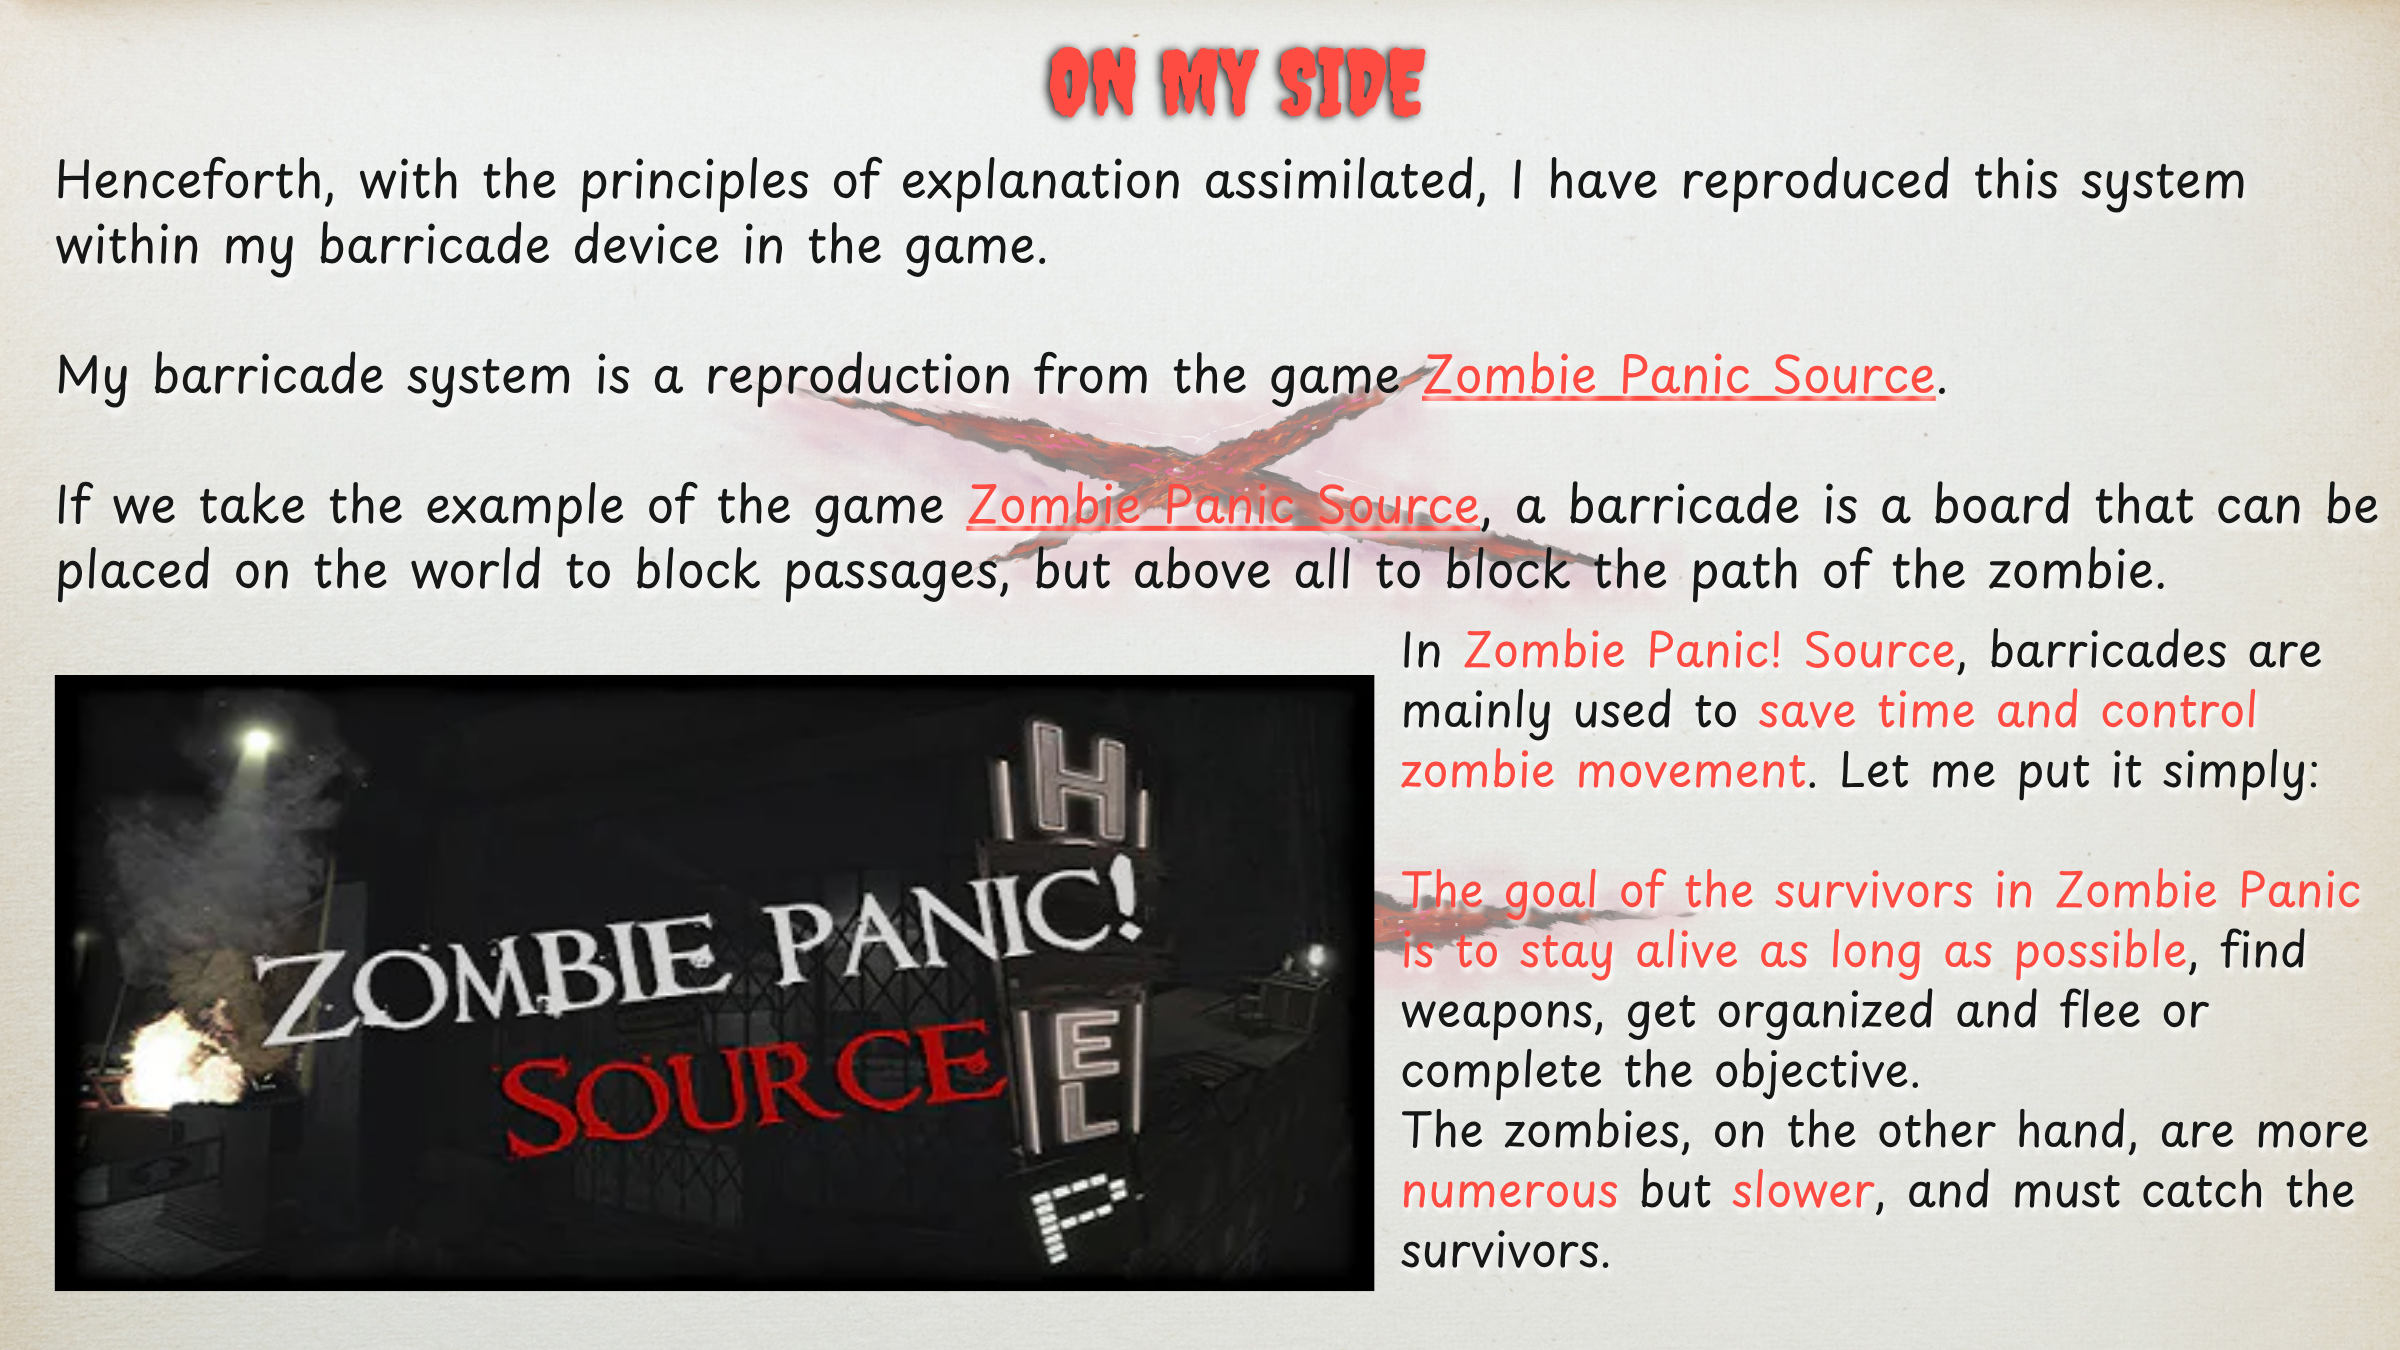 ON MY SIDE
Henceforth, with the principles of explanation assimilated, I have reproduced this system
within my barricade device in the game.
My barricade system is a reproduction from the game Zombie Panic Source.
If we take the example of the game Zombie Panic Source, a barricade is a board that can be
placed on the world to block passages, but above all to block the path of the zombie.
In Zombie Panic! Source, barricades are
mainly used to save time and control
zombie movement. Let me put it simply:
The goal of the survivors in Zombie Panic
is to stay alive as long as possible, find
weapons, get organized and flee or
complete the objective.
The zombies, on the other hand, are more
numerous but slower, and must catch the
survivors.
ZOMBIE PANIC!
SOURCE
HELP